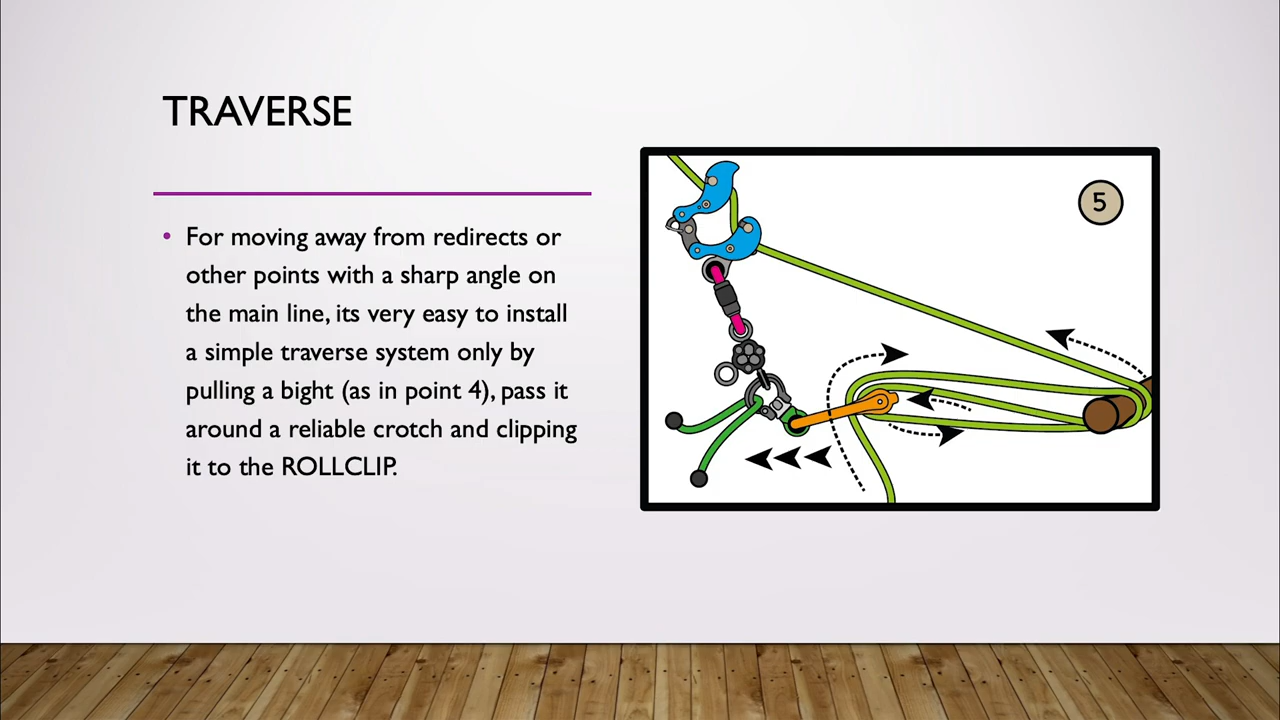 TRAVERSE
• For moving away from redirects or
other points with a sharp angle on
the main line, its very easy to install
a simple traverse system only by
pulling a bight (as in point 4), pass it
around a reliable crotch and clipping
it to the ROLLCLIP.
5